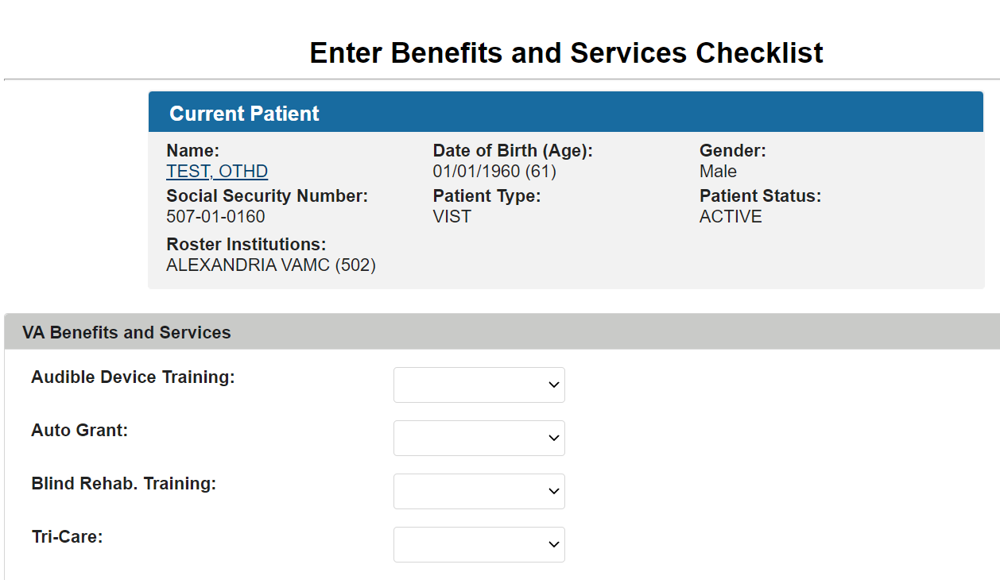 Enter Benefits and Services Checklist
Current Patient
Name:
TEST, OTHD
Date of Birth (Age):
01/01/1960 (61)
Gender:
Male
Social Security Number:
507-01-0160
Patient Type:
VIST
Patient Status:
ACTIVE
Roster Institutions:
ALEXANDRIA VAMC (502)
VA Benefits and Services
Audible Device Training:
Auto Grant:
Blind Rehab. Training:
Tri-Care: